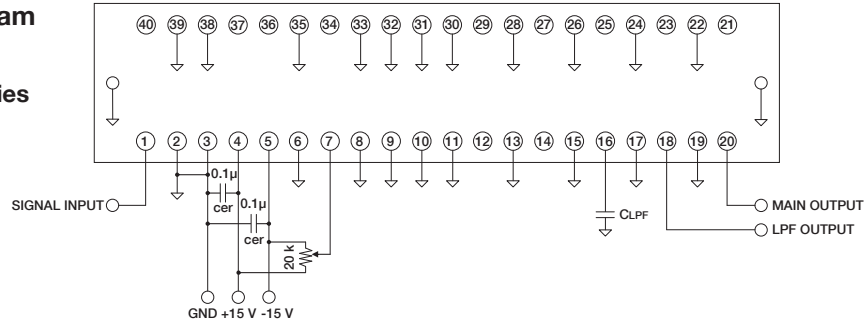 am
ies
40 39 38 37 36 35 34 33 32 31 30 29 28 27 26 25 24 23 22 21
1 2 3 4 5 6 7 8 9 10 11 12 13 14 15 16 17 18 19 20
0.1µ
cer
0.1µ
cer
SIGNAL INPUT
CLPF
MAIN OUTPUT
LPF OUTPUT
20 k
GND +15 V -15 V